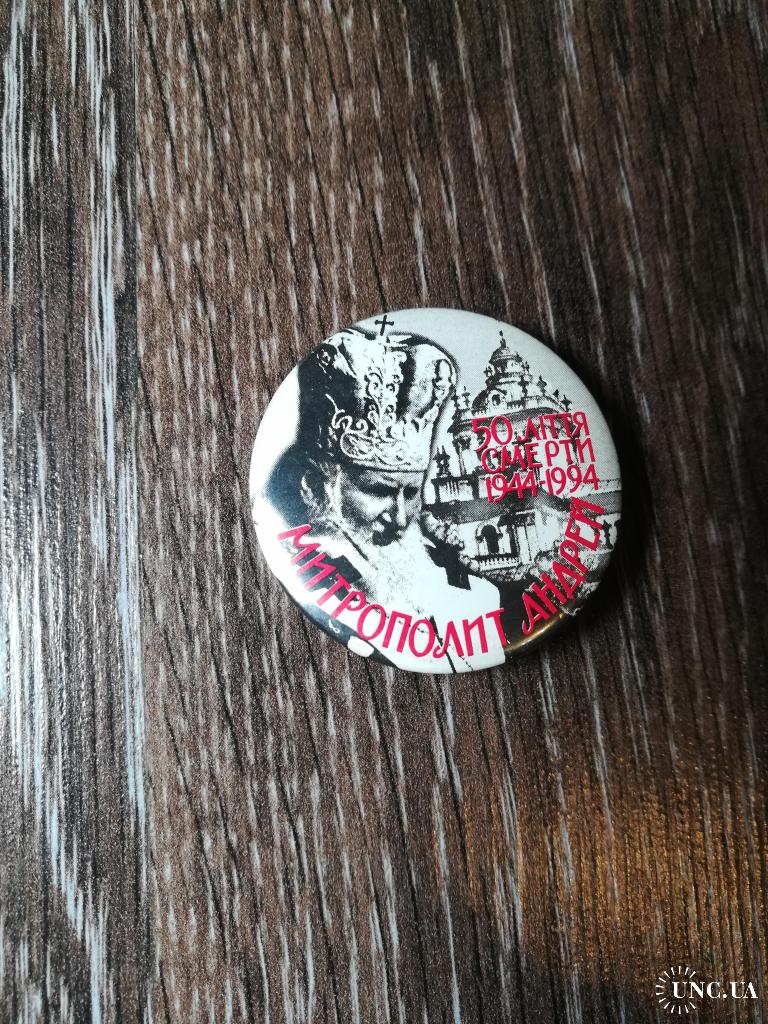 50 ЛІТТЯ
СМЕРТИ
1944-1994
МИТРОПОЛИТ АНДРЕЙ
UNC.UA